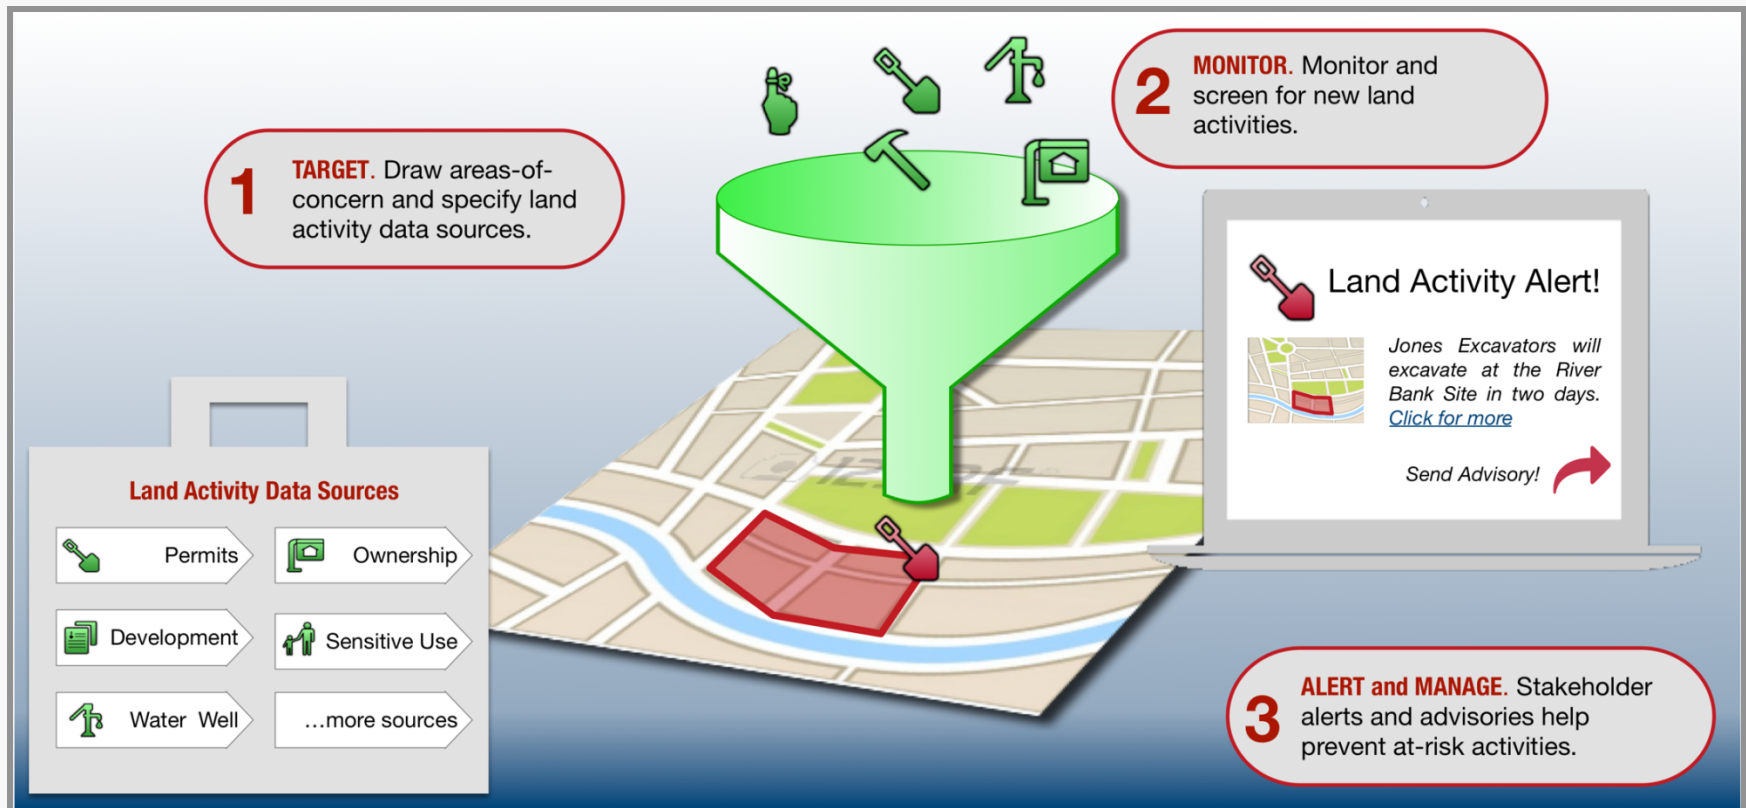 1
TARGET. Draw areas-of-
concern and specify land
activity data sources.
2
MONITOR. Monitor and
screen for new land
activities.
Land Activity Alert!
Jones Excavators will
excavate at the River
Bank Site in two days.
Click for more
Send Advisory!
Land Activity Data Sources
Permits
Ownership
Development
Sensitive Use
Water Well
...more sources
3
ALERT and MANAGE. Stakeholder
alerts and advisories help
prevent at-risk activities.